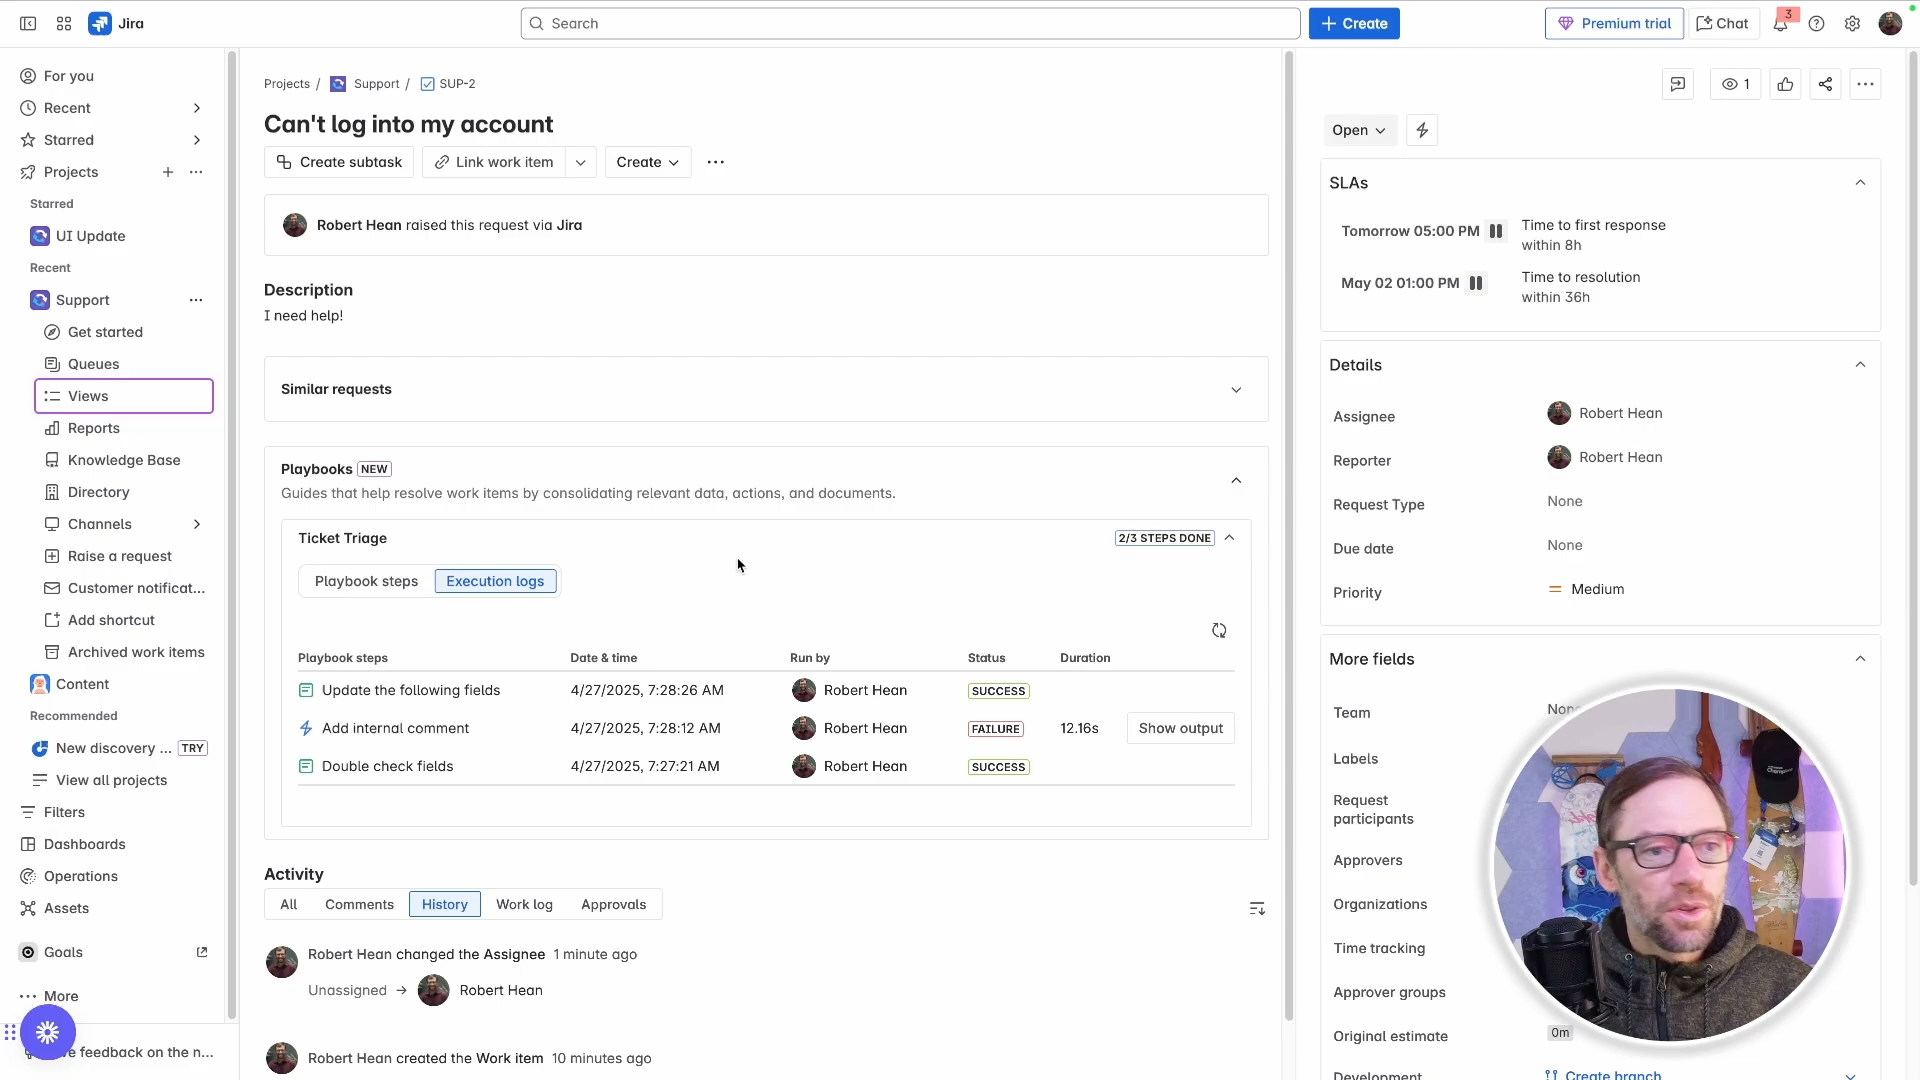 Jira
Search
Create
Premium trial
Chat
3
For you
Recent
Starred
Projects
Starred
UI Update
Recent
Support
Get started
Queues
Views
Reports
Knowledge Base
Directory
Channels
Raise a request
Customer notificat...
Add shortcut
Archived work items
Content
Recommended
New discovery ... TRY
View all projects
Filters
Dashboards
Operations
Assets
Goals
More
feedback on the n...
Projects / Support / SUP-2
Can't log into my account
Create subtask
Link work item
Create
Robert Hean raised this request via Jira
Description
I need help!
Similar requests
Playbooks NEW
Guides that help resolve work items by consolidating relevant data, actions, and documents.
Ticket Triage
2/3 STEPS DONE
Playbook steps
Execution logs
Playbook steps Date & time Run by Status Duration
Update the following fields 4/27/2025, 7:28:26 AM Robert Hean SUCCESS
Add internal comment 4/27/2025, 7:28:12 AM Robert Hean FAILURE 12.16s Show output
Double check fields 4/27/2025, 7:27:21 AM Robert Hean SUCCESS
Activity
All Comments History Work log Approvals
Robert Hean changed the Assignee 1 minute ago
Unassigned → Robert Hean
Robert Hean created the Work item 10 minutes ago
1
Open
SLAs
Tomorrow 05:00 PM
Time to first response
within 8h
May 02 01:00 PM
Time to resolution
within 36h
Details
Assignee Robert Hean
Reporter Robert Hean
Request Type None
Due date None
Priority Medium
More fields
Team None
Labels
Request
participants
Approvers
Organizations
Time tracking
Approver groups
Original estimate 0m
Development Create branch